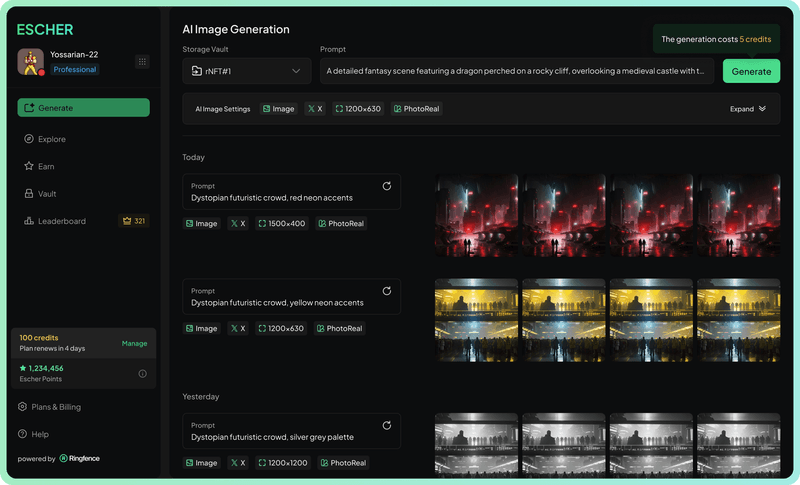 ESCHER
Yossarian-22
Professional
Generate
Explore
Earn
Vault
Leaderboard
321
100 credits
Plan renews in 4 days
Manage
1,234,456
Escher Points
Plans & Billing
Help
powered by Ringfence
AI Image Generation
Storage Vault
rNFT#1
Prompt
A detailed fantasy scene featuring a dragon perched on a rocky cliff, overlooking a medieval castle with t...
The generation costs 5 credits
Generate
AI Image Settings
Image
X
1200×630
PhotoReal
Expand
Today
Prompt
Dystopian futuristic crowd, red neon accents
Image
X
1500×400
PhotoReal
Prompt
Dystopian futuristic crowd, yellow neon accents
Image
X
1200×630
PhotoReal
Yesterday
Prompt
Dystopian futuristic crowd, silver grey palette
Image
X
1200×1200
PhotoReal